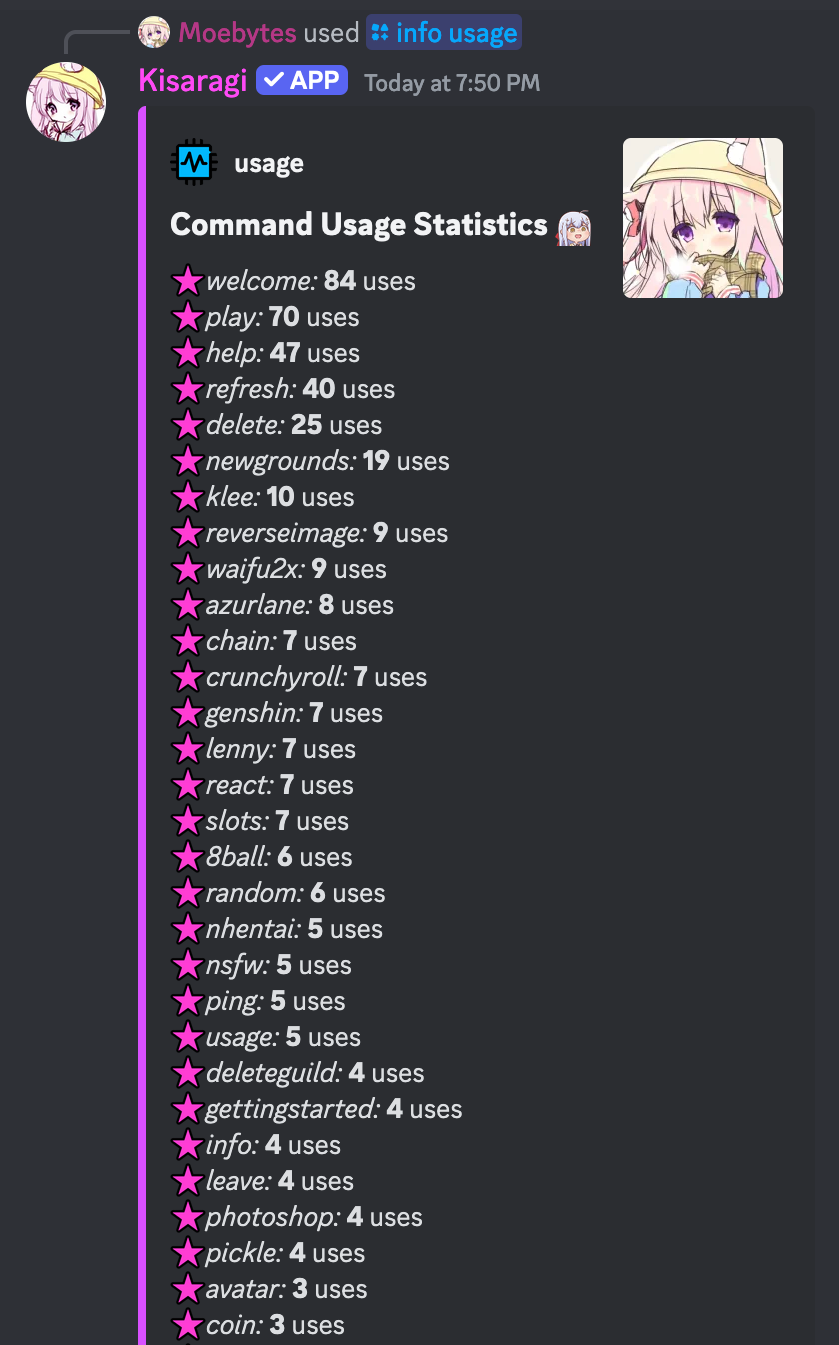 Moebytes used info usage
Kisaragi ✓ APP Today at 7:50 PM
usage
Command Usage Statistics
★welcome: 84 uses
★play: 70 uses
★help: 47 uses
★refresh: 40 uses
★delete: 25 uses
★newgrounds: 19 uses
★klee: 10 uses
★reverseimage: 9 uses
★waifu2x: 9 uses
★azurlane: 8 uses
★chain: 7 uses
★crunchyroll: 7 uses
★genshin: 7 uses
★lenny: 7 uses
★react: 7 uses
★slots: 7 uses
★8ball: 6 uses
★random: 6 uses
★nhentai: 5 uses
★nsfw: 5 uses
★ping: 5 uses
★usage: 5 uses
★deleteguild: 4 uses
★gettingstarted: 4 uses
★info: 4 uses
★leave: 4 uses
★photoshop: 4 uses
★pickle: 4 uses
★avatar: 3 uses
★coin: 3 uses